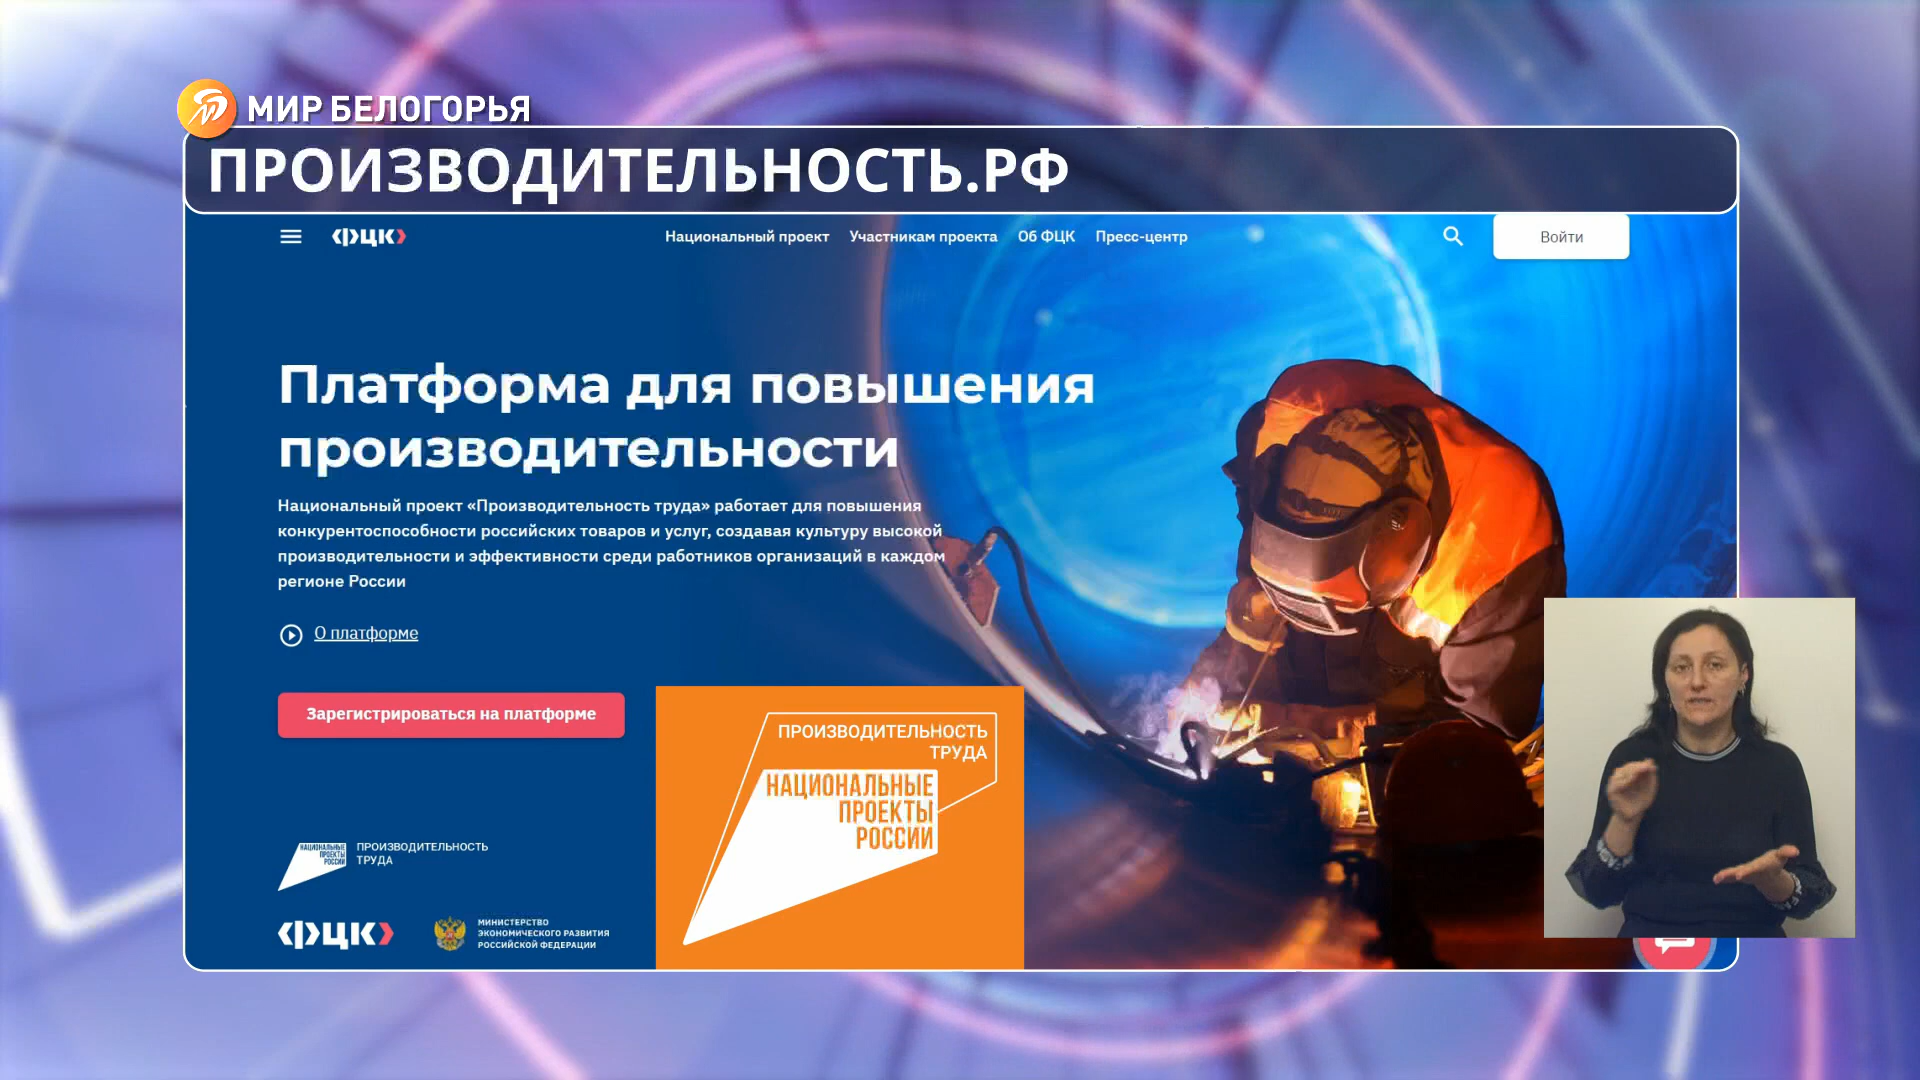 МИР БЕЛОГОРЬЯ
ПРОИЗВОДИТЕЛЬНОСТЬ.РФ
ФЦК
Национальный проект
Участникам проекта
Об ФЦК
Пресс-центр
Войти
Платформа для повышения
производительности
Национальный проект «Производительность труда» работает для повышения
конкурентоспособности российских товаров и услуг, создавая культуру высокой
производительности и эффективности среди работников организаций в каждом
регионе России
О платформе
Зарегистрироваться на платформе
ПРОИЗВОДИТЕЛЬНОСТЬ
ТРУДА
НАЦИОНАЛЬНЫЕ
ПРОЕКТЫ
РОССИИ
НАЦИОНАЛЬНЫЕ
ПРОЕКТЫ
РОССИИ
ПРОИЗВОДИТЕЛЬНОСТЬ
ТРУДА
ФЦК
МИНИСТЕРСТВО
ЭКОНОМИЧЕСКОГО РАЗВИТИЯ
РОССИЙСКОЙ ФЕДЕРАЦИИ